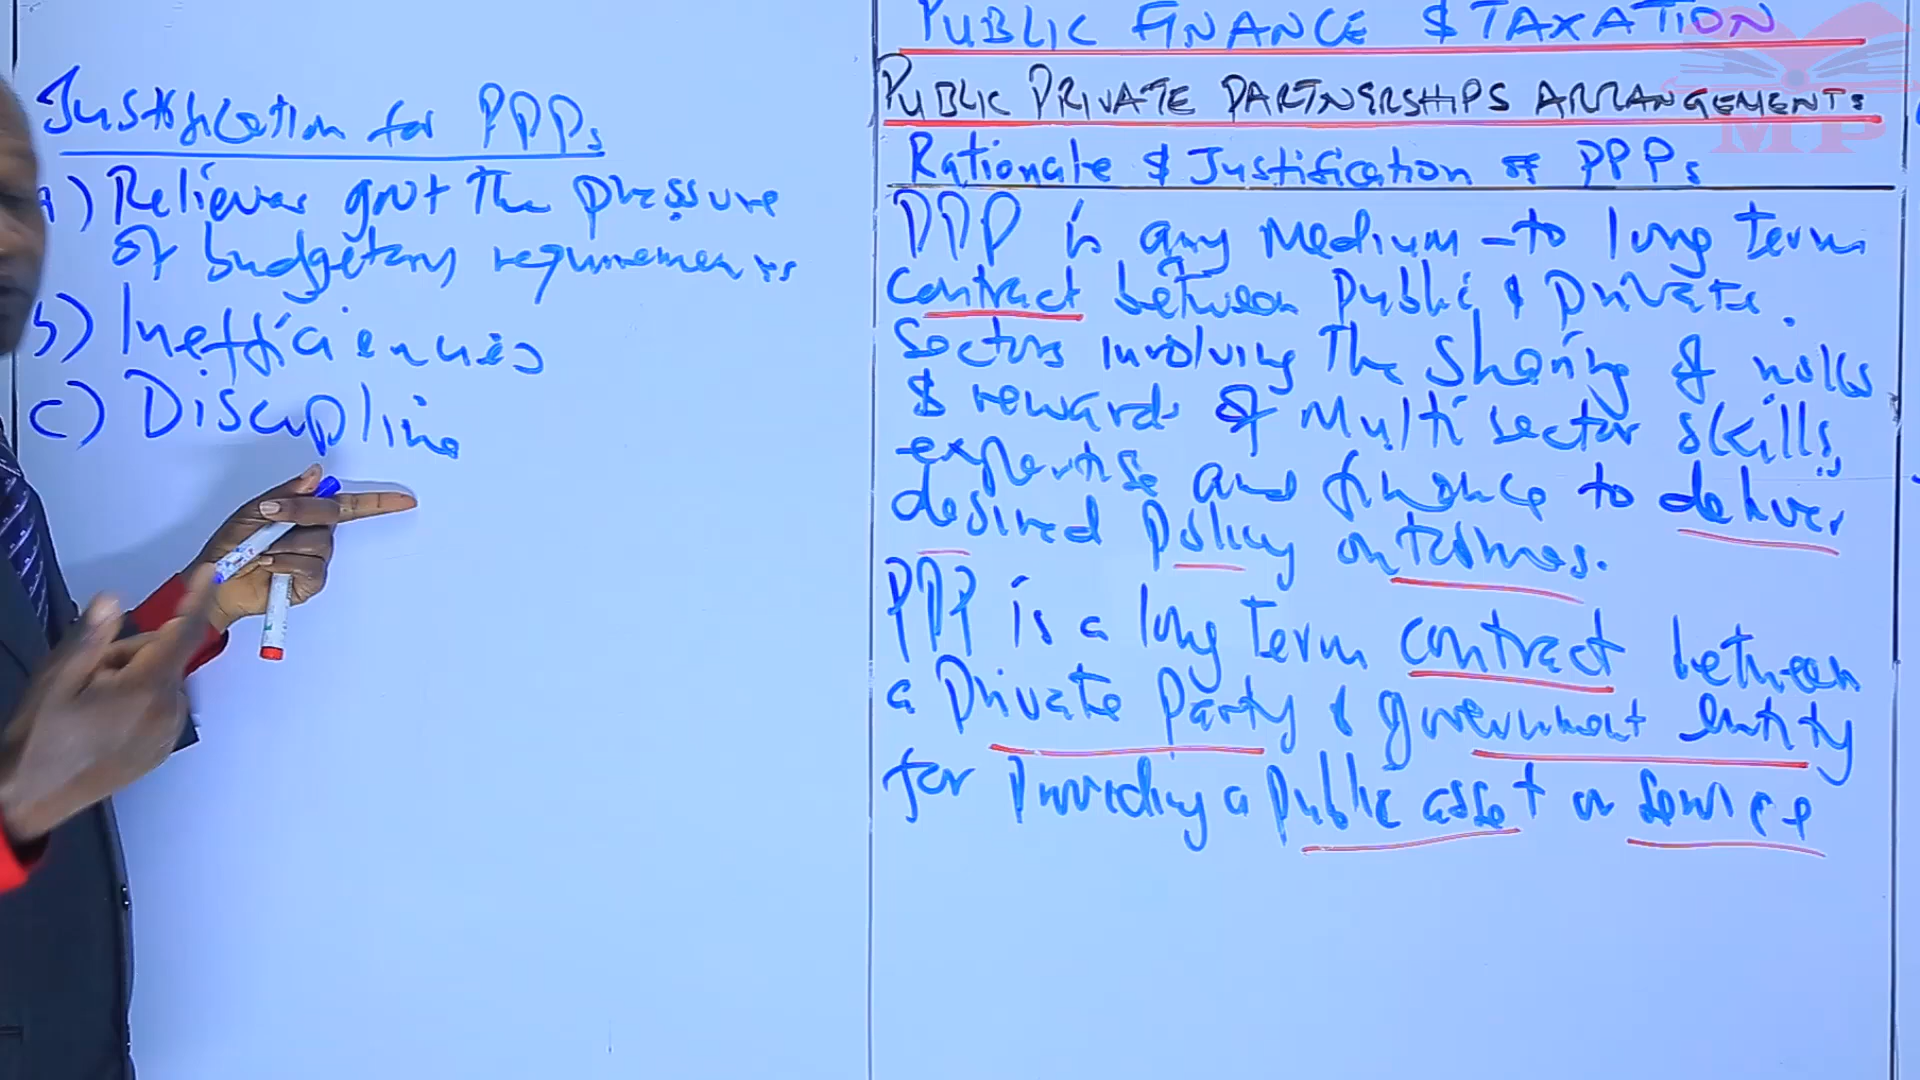 Justification for PPPs
a) Relieves gov't the pressure
of budgetary requirements
b) Inefficiencies
c) Discipline
PUBLIC FINANCE & TAXATION
PUBLIC PRIVATE PARTNERSHIPS ARRANGEMENTS
Rationale & Justification of PPPs
PPP is any medium-to long term
contract between public & private
sectors involving the sharing of risks
& rewards of multi sector skills,
expertise and finance to deliver
desired policy outcomes.
PPP is a long term contract between
a private party & government entity
for providing a public asset or service
MP